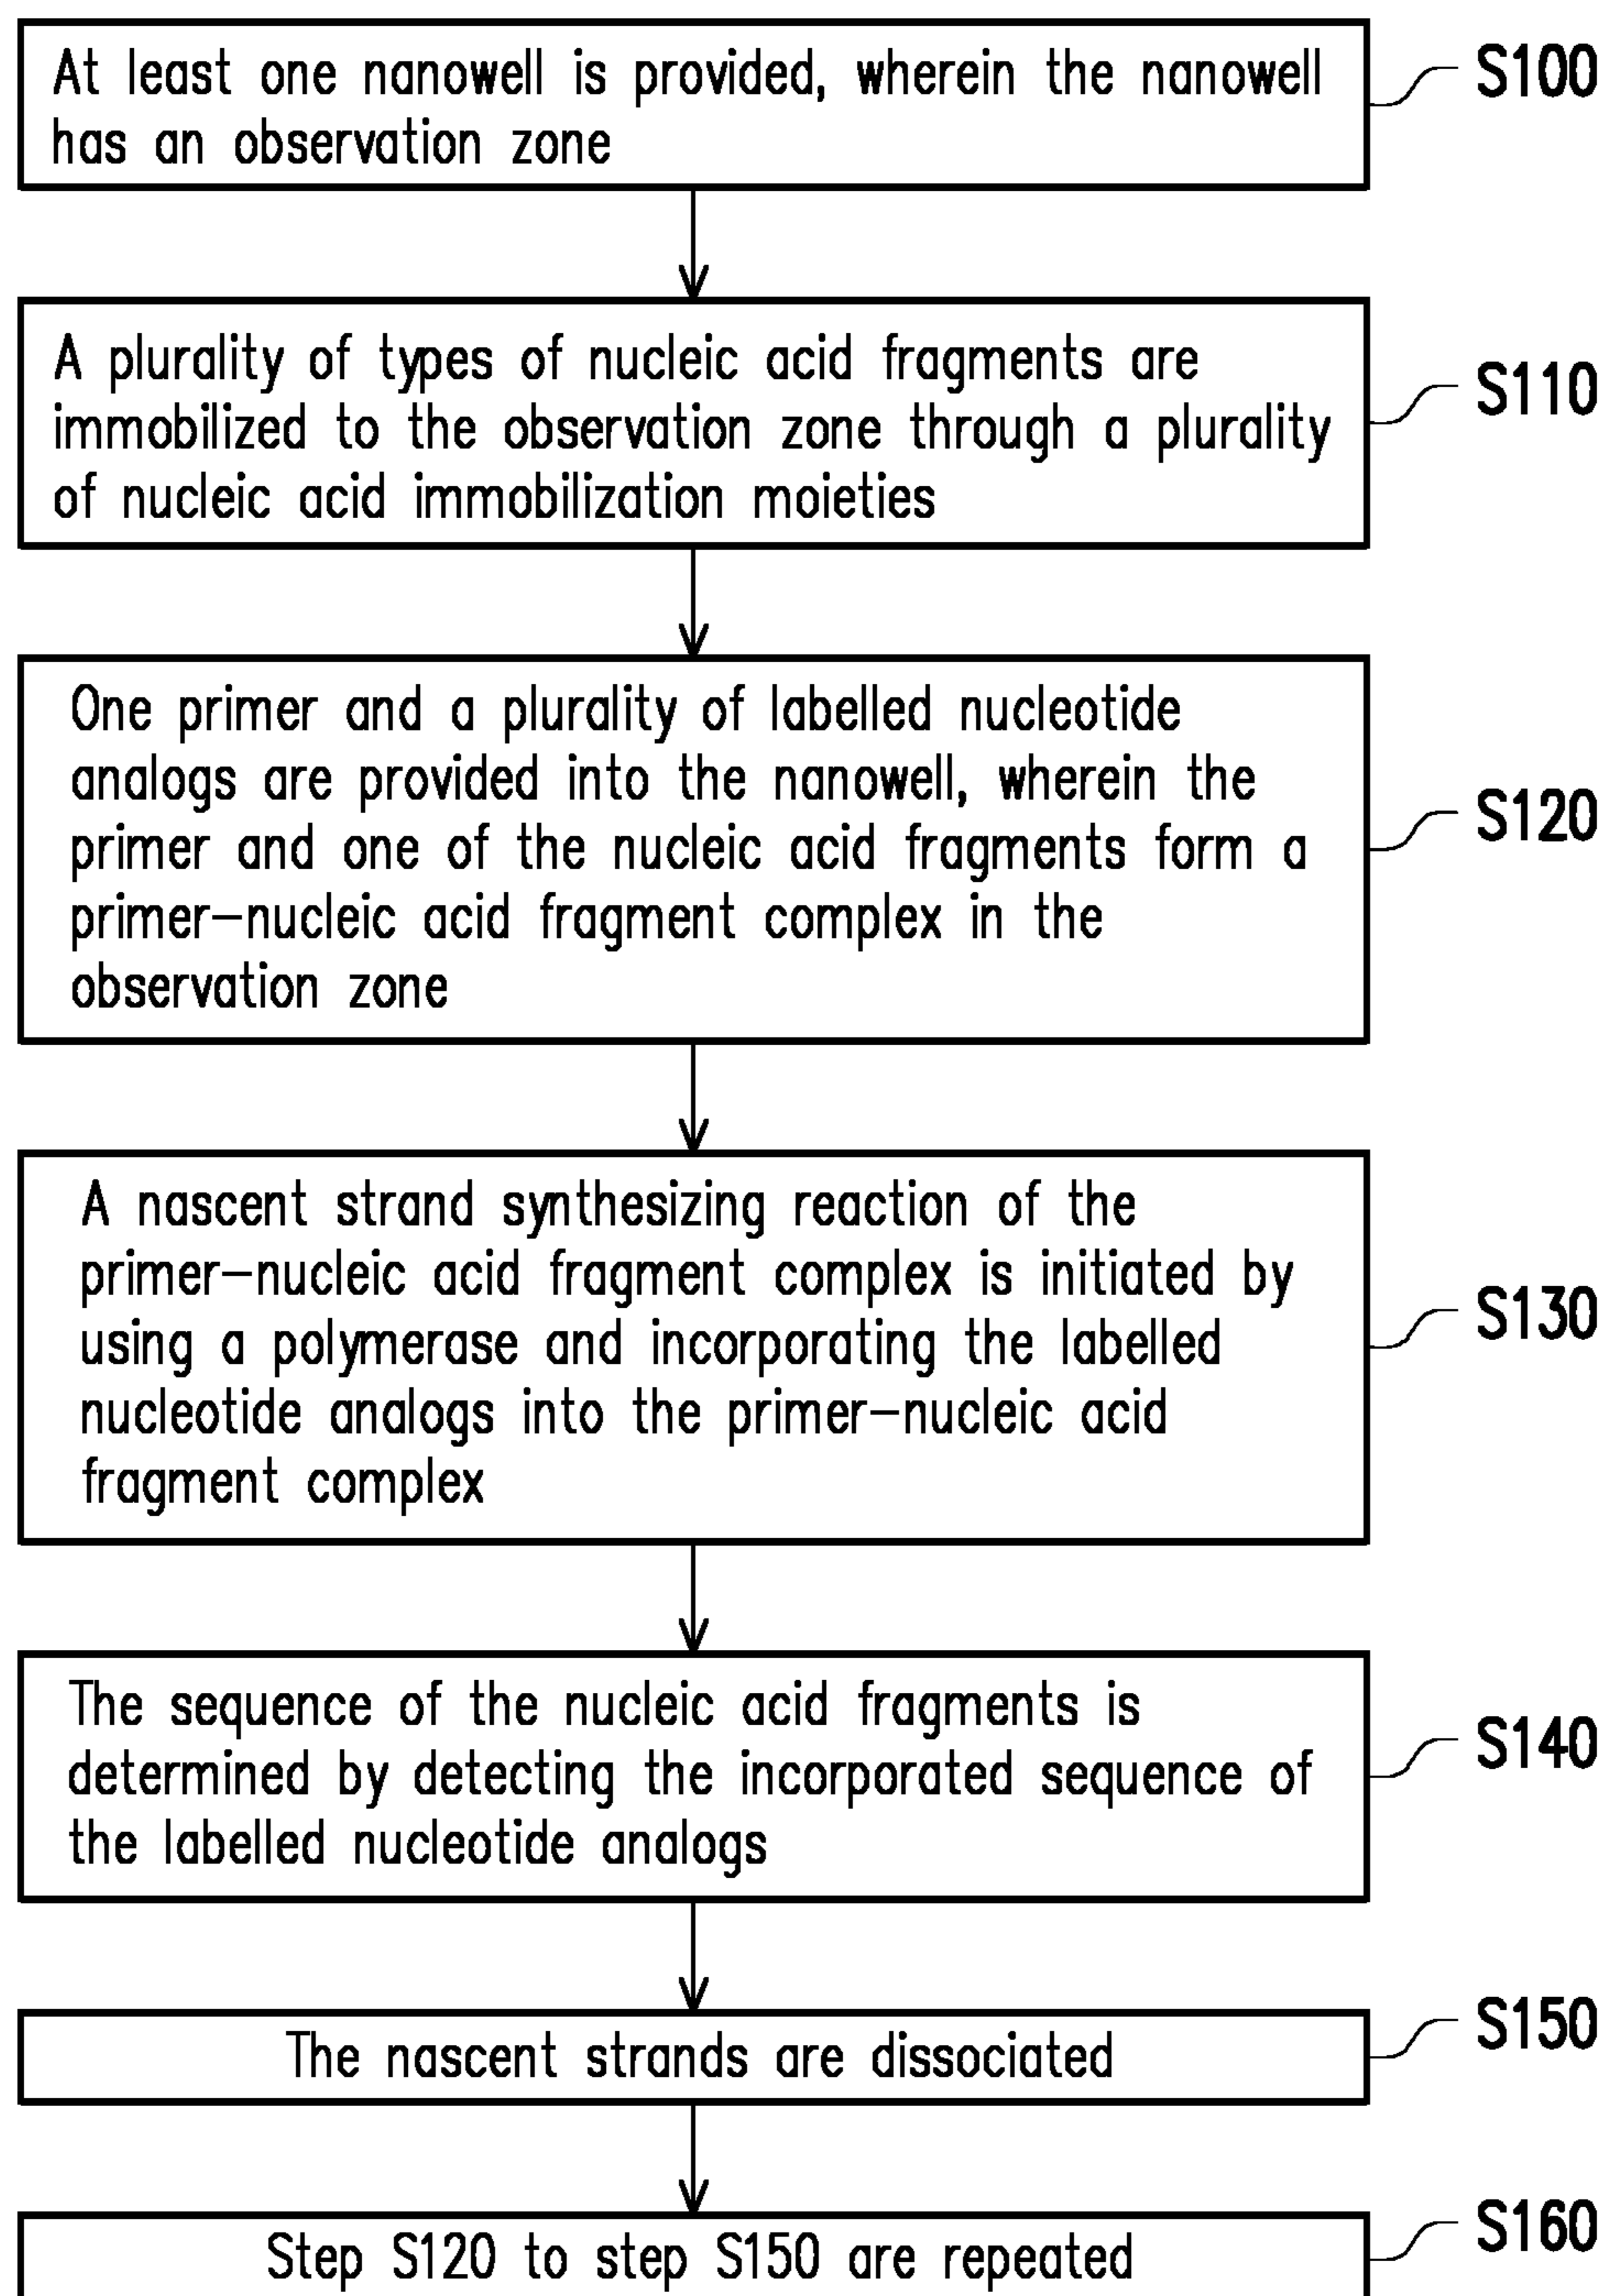 At least one nanowell is provided, wherein the nanowell
has an observation zone
S100
A plurality of types of nucleic acid fragments are
immobilized to the observation zone through a plurality
of nucleic acid immobilization moieties
S110
One primer and a plurality of labelled nucleotide
analogs are provided into the nanowell, wherein the
primer and one of the nucleic acid fragments form a
primer-nucleic acid fragment complex in the
observation zone
S120
A nascent strand synthesizing reaction of the
primer-nucleic acid fragment complex is initiated by
using a polymerase and incorporating the labelled
nucleotide analogs into the primer-nucleic acid
fragment complex
S130
The sequence of the nucleic acid fragments is
determined by detecting the incorporated sequence of
the labelled nucleotide analogs
S140
The nascent strands are dissociated
S150
Step S120 to step S150 are repeated
S160